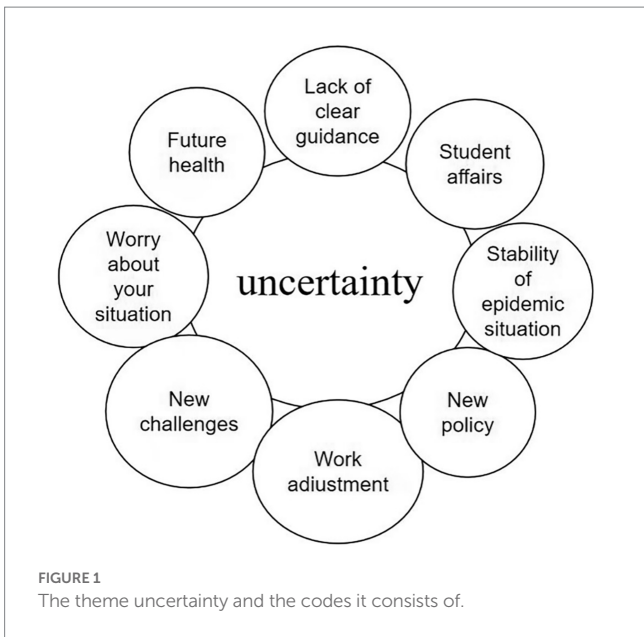 Lack of
clear
guidance
Student
affairs
Stability
of
epidemic
situation
New
policy
Work
adiustment
New
challenges
Worry
about
your
situation
Future
health
uncertainty
FIGURE 1
The theme uncertainty and the codes it consists of.